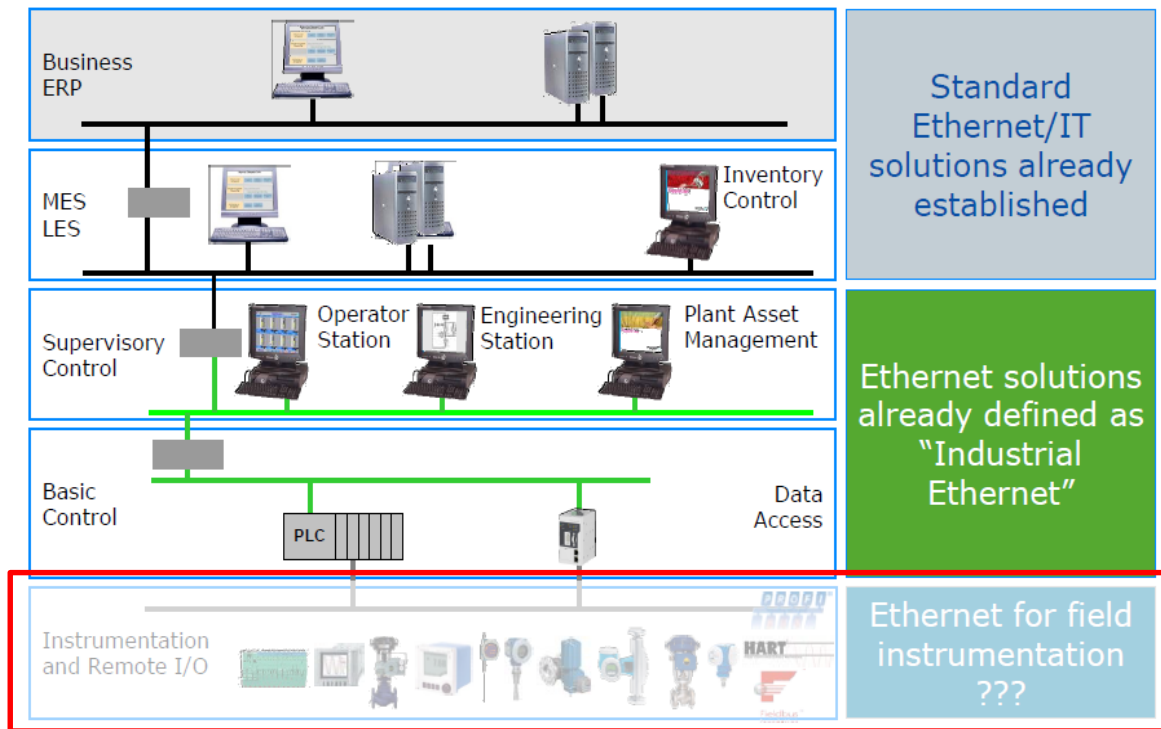 Business
ERP
Standard
Ethernet/IT
solutions already
established
MES
LES
Inventory
Control
Supervisory
Control
Operator
Station
Engineering
Station
Plant Asset
Management
Ethernet solutions
already defined as
“Industrial
Ethernet”
Basic
Control
PLC
Data
Access
Instrumentation
and Remote I/O
PROFI
HART
Fieldbus
Ethernet for field
instrumentation
???